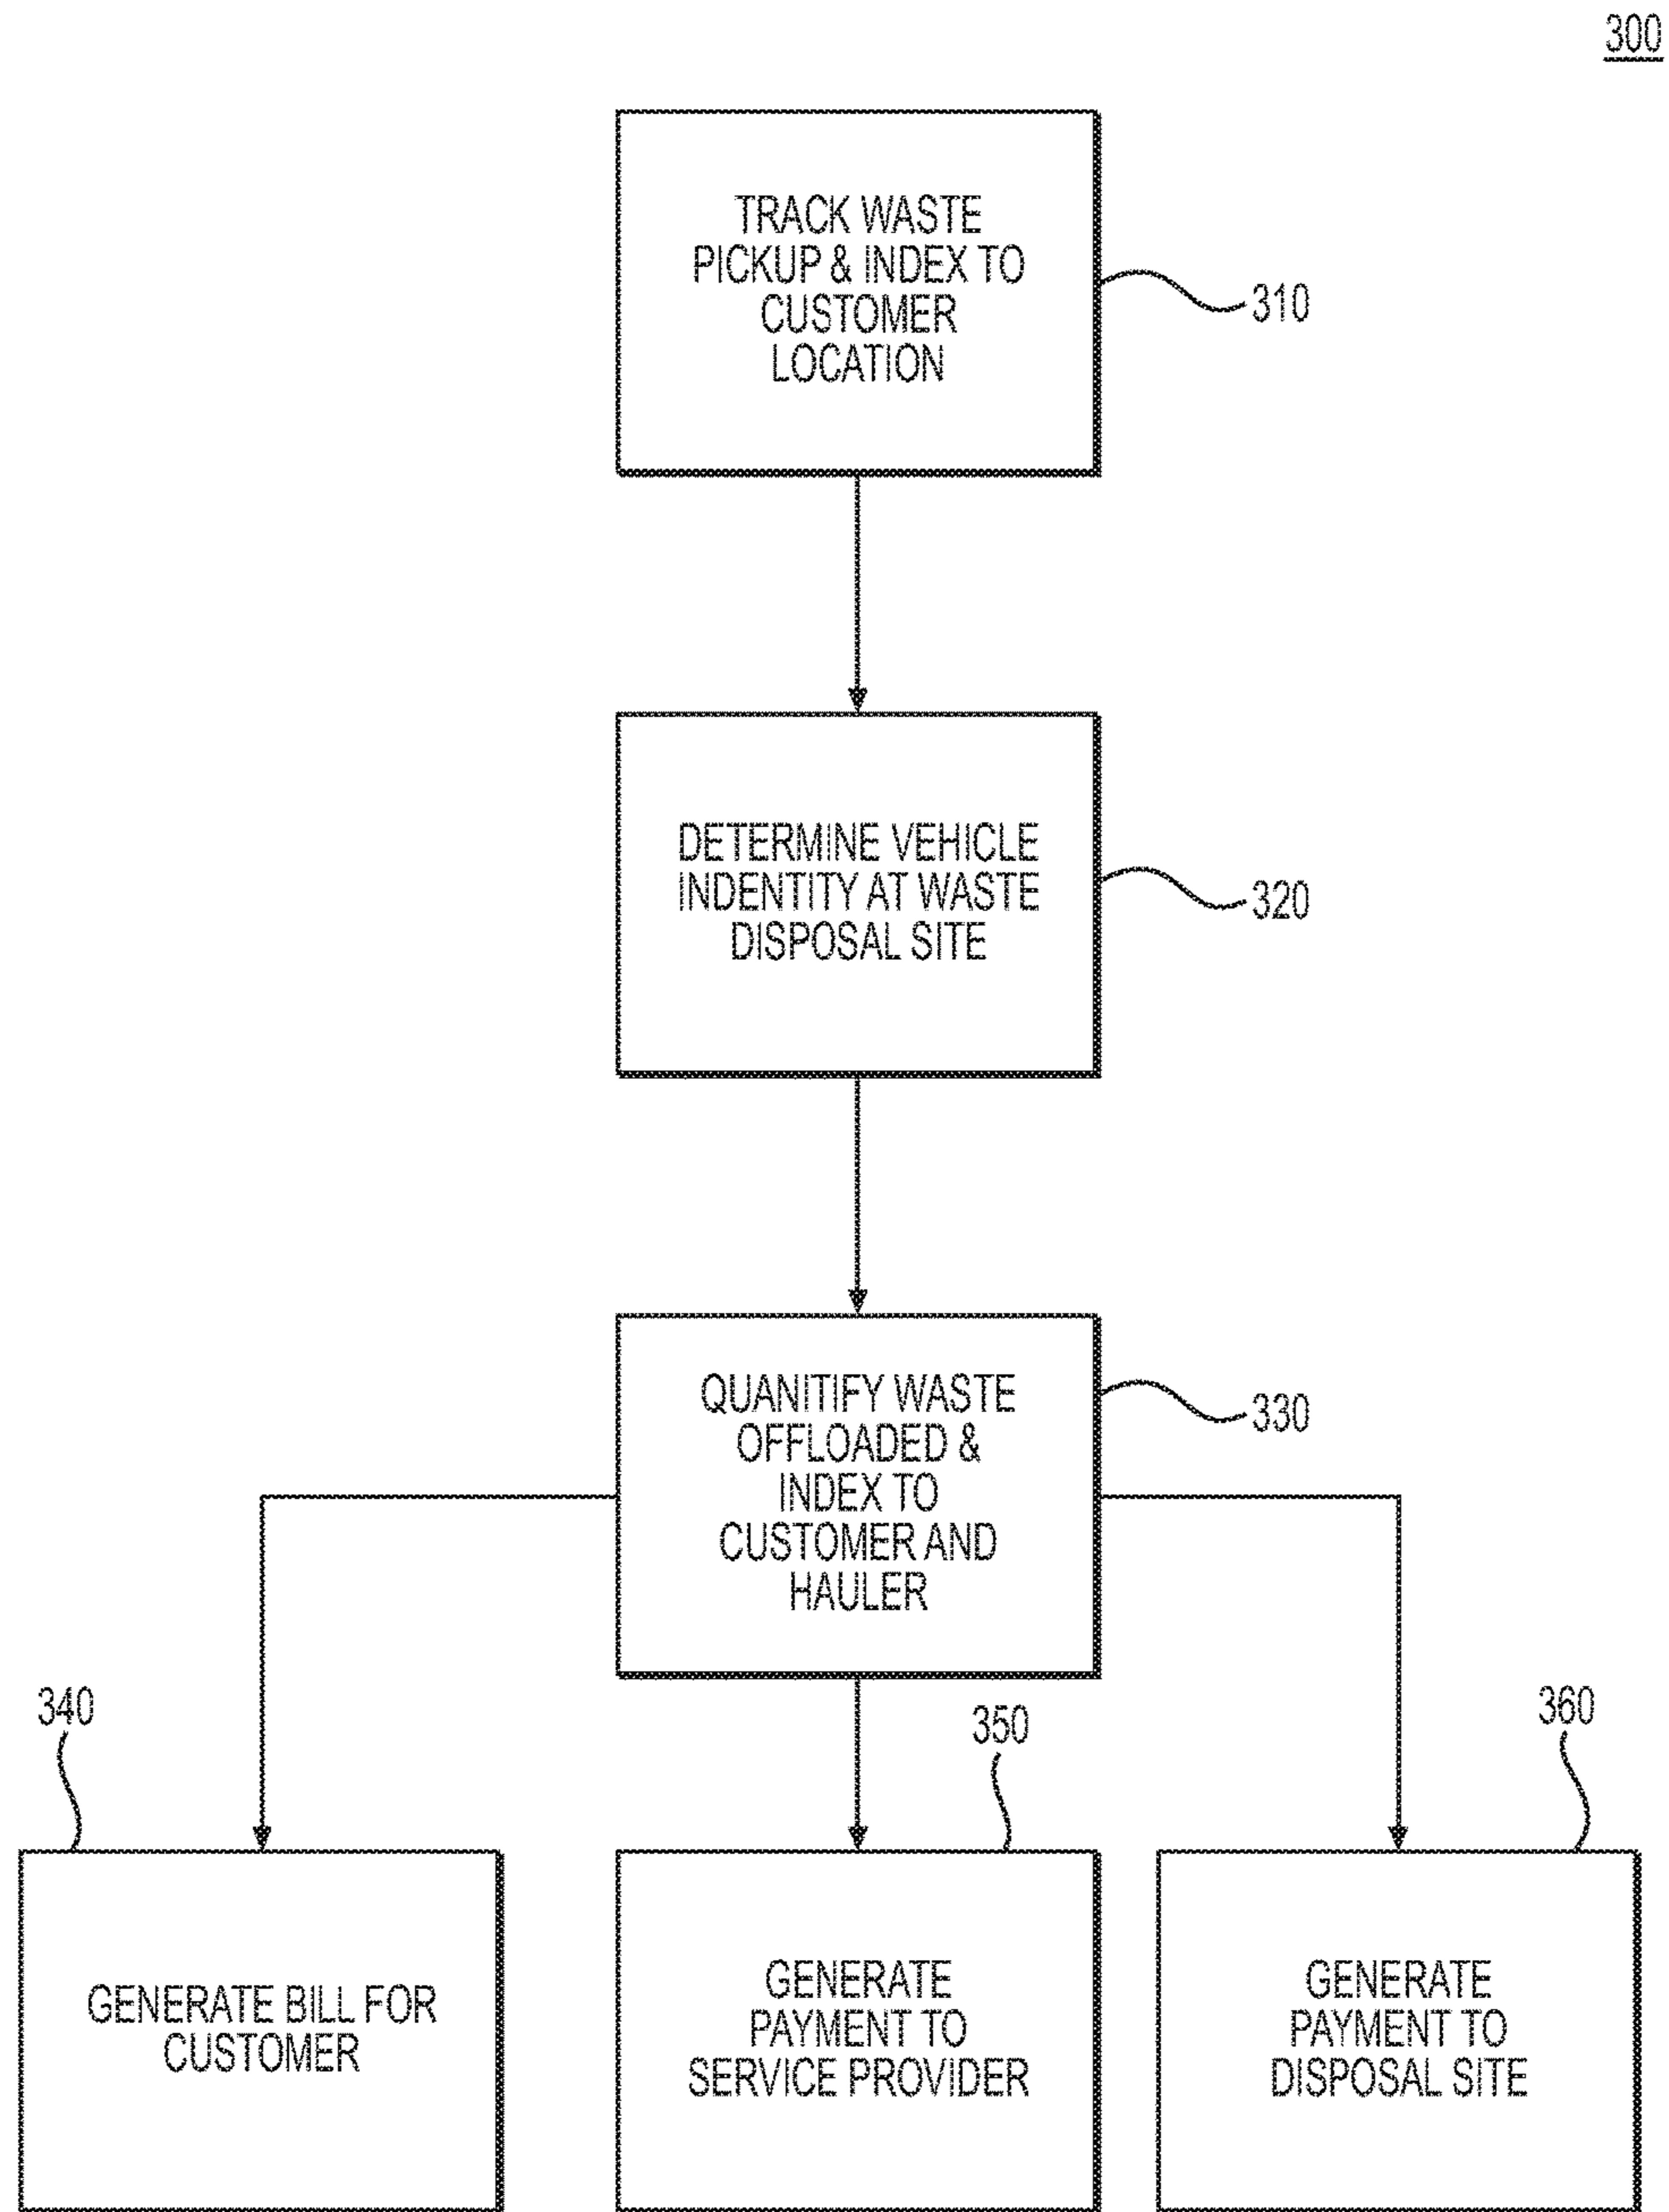 300
TRACK WASTE
PICKUP & INDEX TO
CUSTOMER
LOCATION
310
DETERMINE VEHICLE
INDENTITY AT WASTE
DISPOSAL SITE
320
QUANITIFY WASTE
OFFLOADED &
INDEX TO
CUSTOMER AND
HAULER
330
340
GENERATE BILL FOR
CUSTOMER
350
GENERATE
PAYMENT TO
SERVICE PROVIDER
360
GENERATE
PAYMENT TO
DISPOSAL SITE